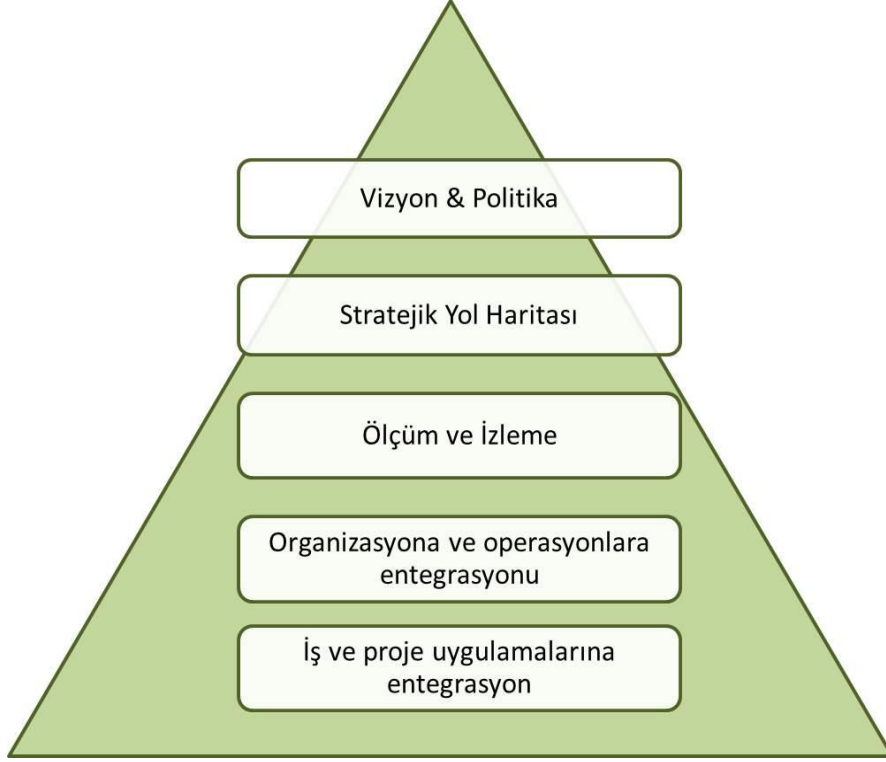 Vizyon & Politika
Stratejik Yol Haritası
Ölçüm ve İzleme
Organizasyona ve operasyonlara
entegrasyonu
İş ve proje uygulamalarına
entegrasyon